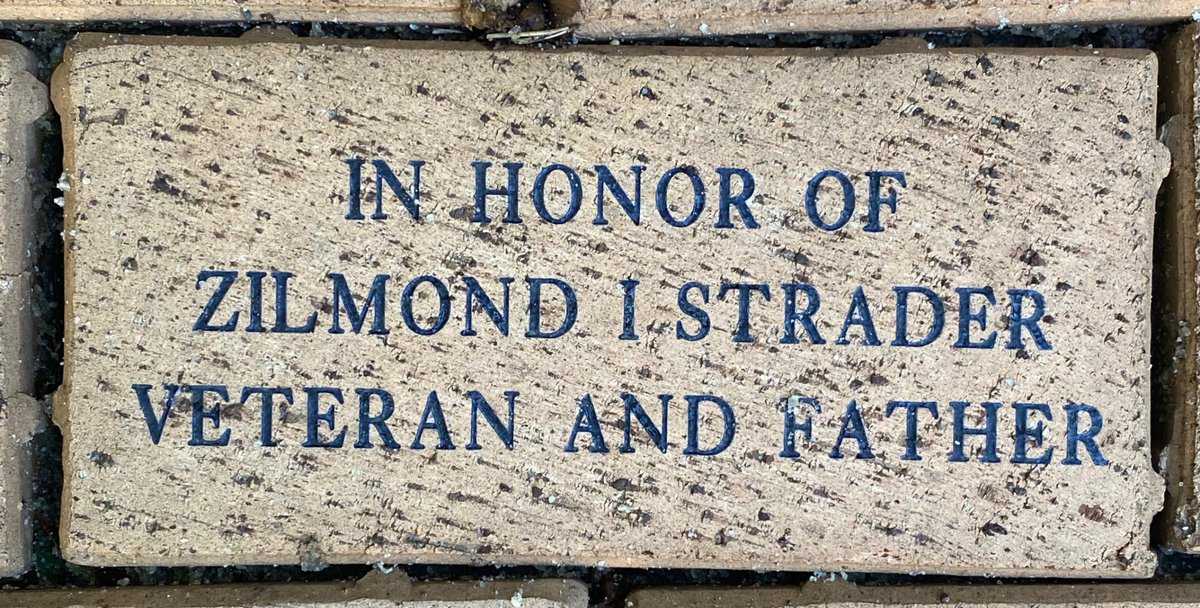 IN HONOR OF
ZILMOND I STRADER
VETERAN AND FATHER